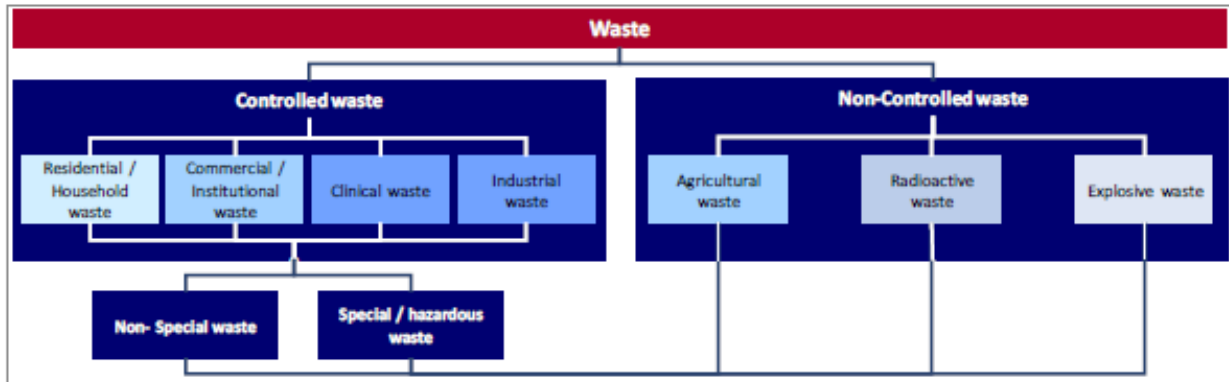 Waste
Controlled waste
Non-Controlled waste
Residential /
Household
waste
Commercial /
Institutional
waste
Clinical waste
Industrial
waste
Agricultural
waste
Radioactive
waste
Explosive waste
Non- Special waste
Special / hazardous
waste